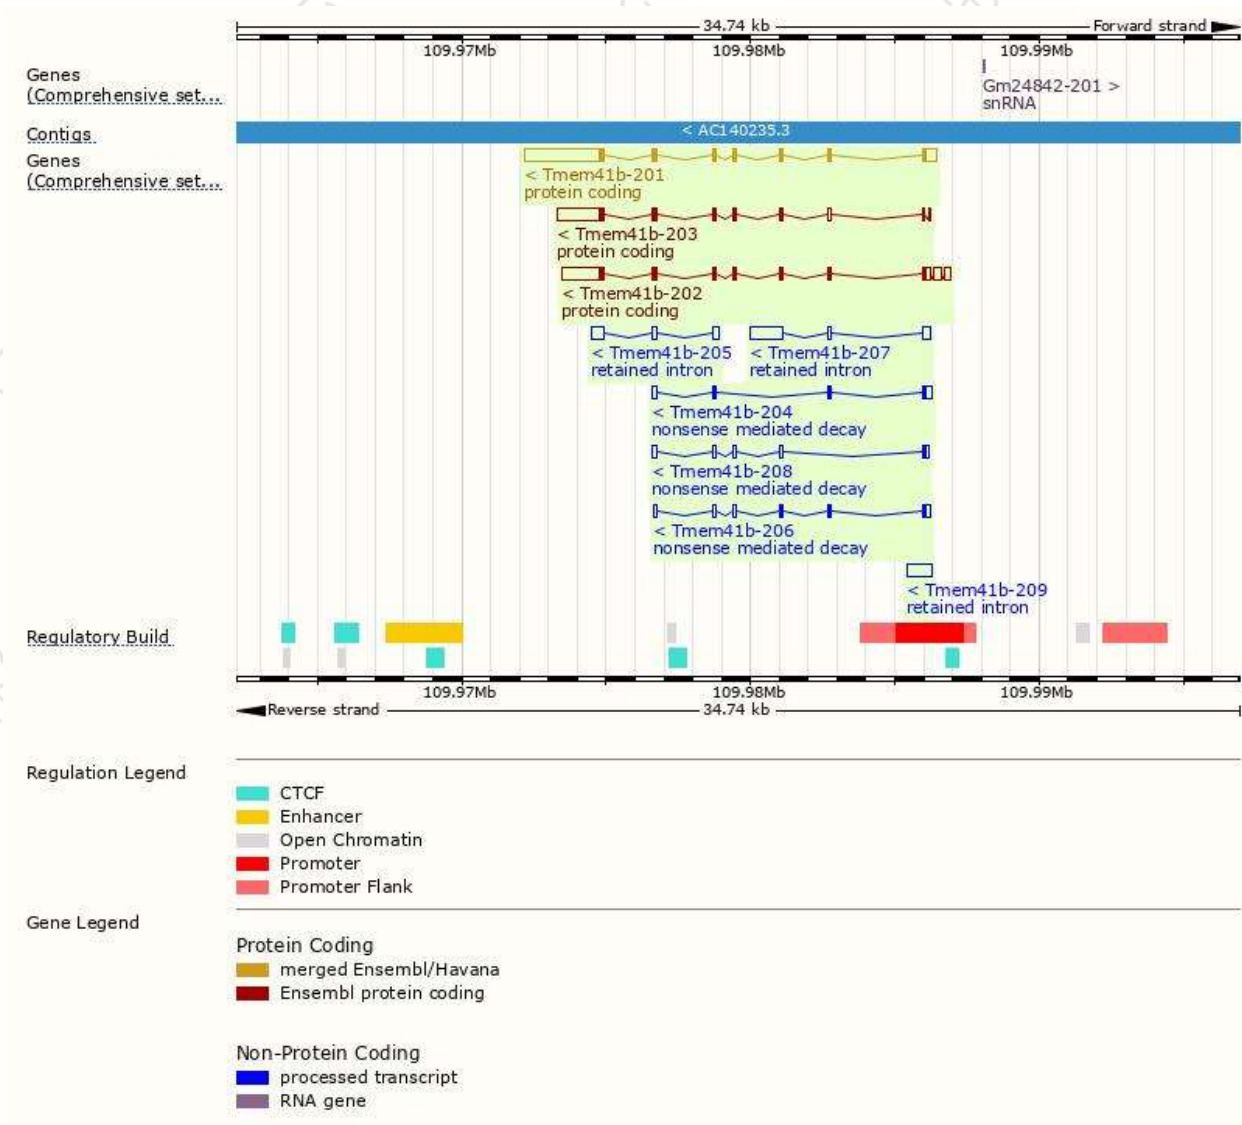 34.74 kb Forward strand
109.97Mb 109.98Mb 109.99Mb
Genes
(Comprehensive set...
Gm24842-201 >
snRNA
Contigs < AC140235.3
Genes
(Comprehensive set...
< Tmem41b-201
protein coding
< Tmem41b-203
protein coding
< Tmem41b-202
protein coding
< Tmem41b-205 < Tmem41b-207
retained intron retained intron
< Tmem41b-204
nonsense mediated decay
< Tmem41b-208
nonsense mediated decay
< Tmem41b-206
nonsense mediated decay
< Tmem41b-209
retained intron
Regulatory Build
109.97Mb 109.98Mb 109.99Mb
Reverse strand 34.74 kb
Regulation Legend
CTCF
Enhancer
Open Chromatin
Promoter
Promoter Flank
Gene Legend
Protein Coding
merged Ensembl/Havana
Ensembl protein coding
Non-Protein Coding
processed transcript
RNA gene